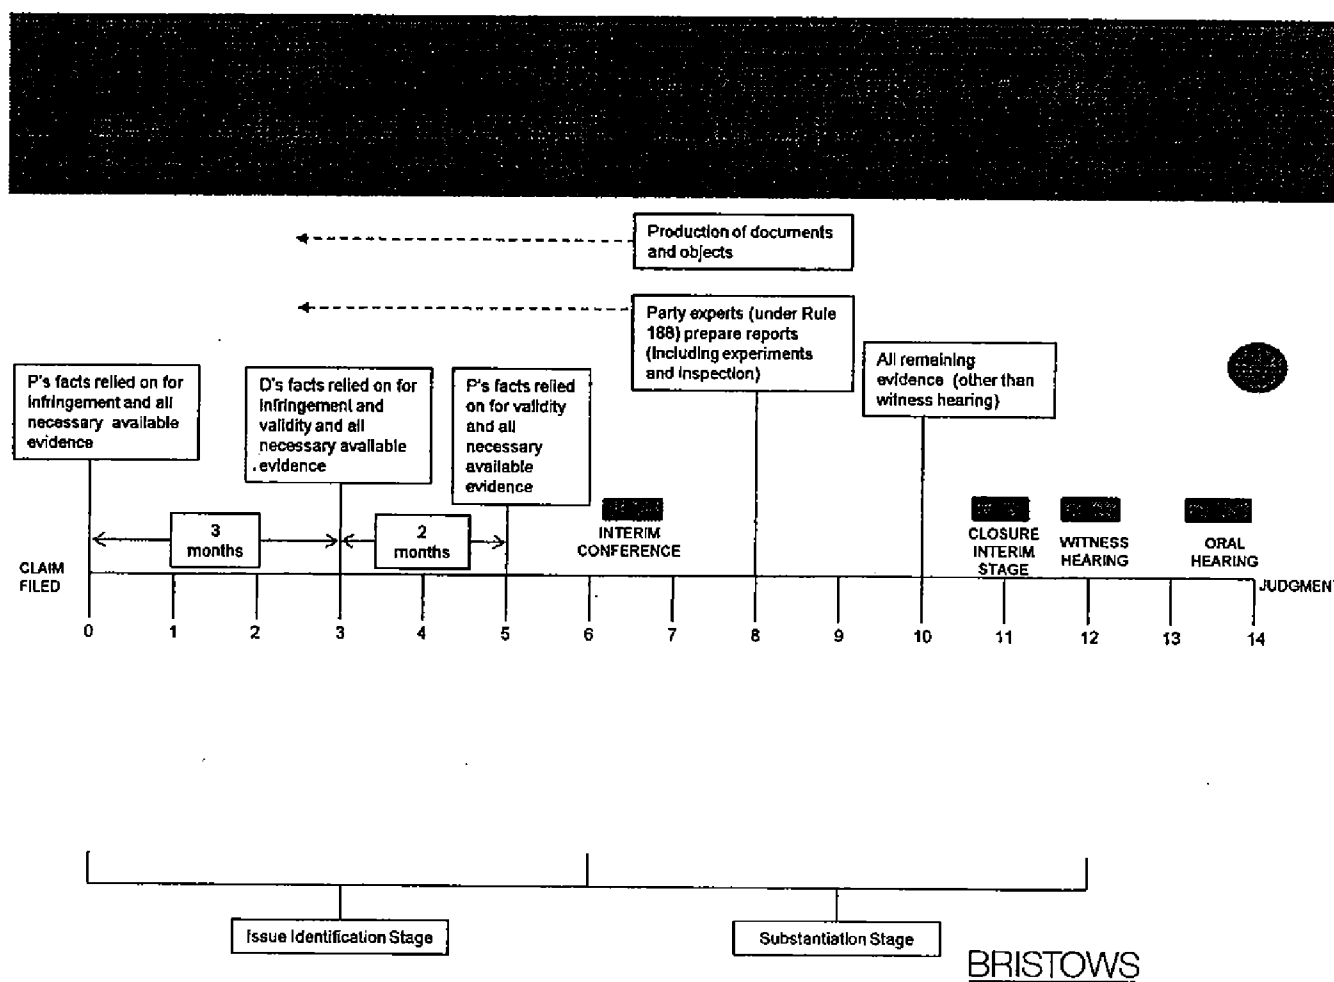 Production of documents
and objects
Party experts (under Rule
188) prepare reports
(including experiments
and inspection)
All remaining
evidence (other than
witness hearing)
P's facts relied on for
infringement and all
necessary available
evidence
D's facts relied on for
infringement and
validity and all
necessary available
evidence
P's facts relied
on for validity
and all
necessary
available
evidence
3
months
2
months
INTERIM
CONFERENCE
CLOSURE
INTERIM
STAGE
WITNESS
HEARING
ORAL
HEARING
CLAIM
FILED
JUDGMENT
0 1 2 3 4 5 6 7 8 9 10 11 12 13 14
Issue Identification Stage
Substantiation Stage
BRISTOWS